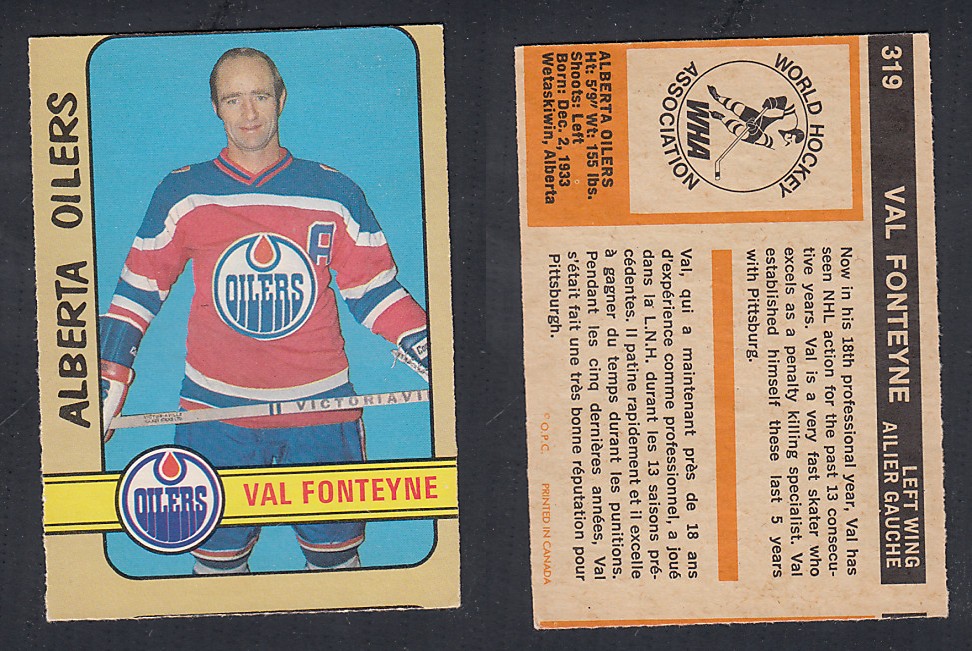 ALBERTA OILERS
A
OILERS
VICTORIAVI
OILERS
VAL FONTEYNE
319
VAL FONTEYNE
LEFT WING
AILIER GAUCHE
WORLD HOCKEY
ASSOCIATION
WHA
ALBERTA OILERS
Ht: 5'9" Wt: 155 lbs.
Shoots: Left
Born: Dec. 2, 1933
Wetaskiwin, Alberta
Now in his 18th professional year, Val has
seen NHL action for the past 13 consecu-
tive years. Val is a very fast skater who
excels as a penalty killing specialist. Val
established himself these last 5 years
with Pittsburg.
Val, qui a maintenant près de 18 ans
d'expérience comme professionnel, a joué
dans la L.N.H. durant les 13 saisons pré-
cédentes. Il patine rapidement et il excelle
à gagner du temps durant les punitions.
Pendant les cinq dernières années, Val
s'était fait une très bonne réputation pour
Pittsburgh.
© O.P.C. PRINTED IN CANADA